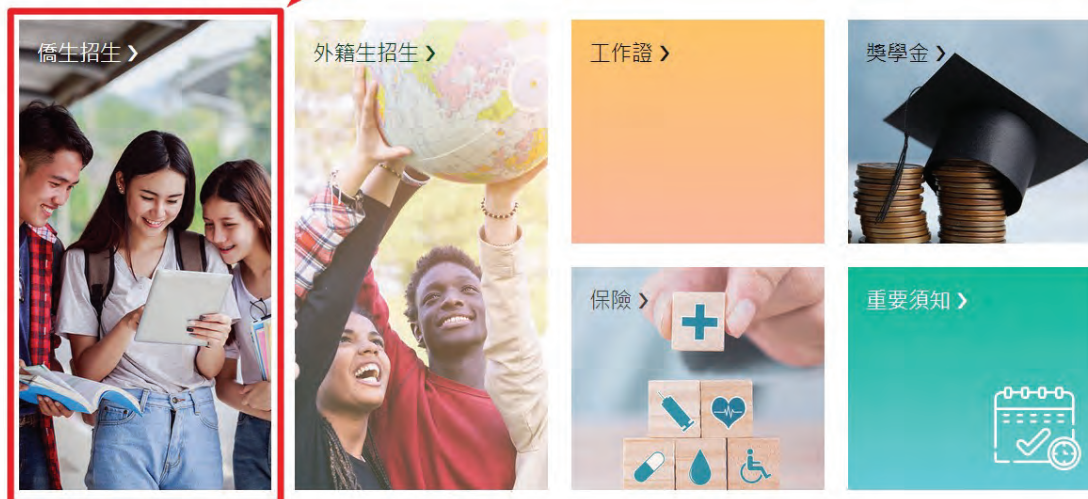 僑生招生 ❯
外籍生招生 ❯
工作證 ❯
獎學金 ❯
保險 ❯
重要須知 ❯